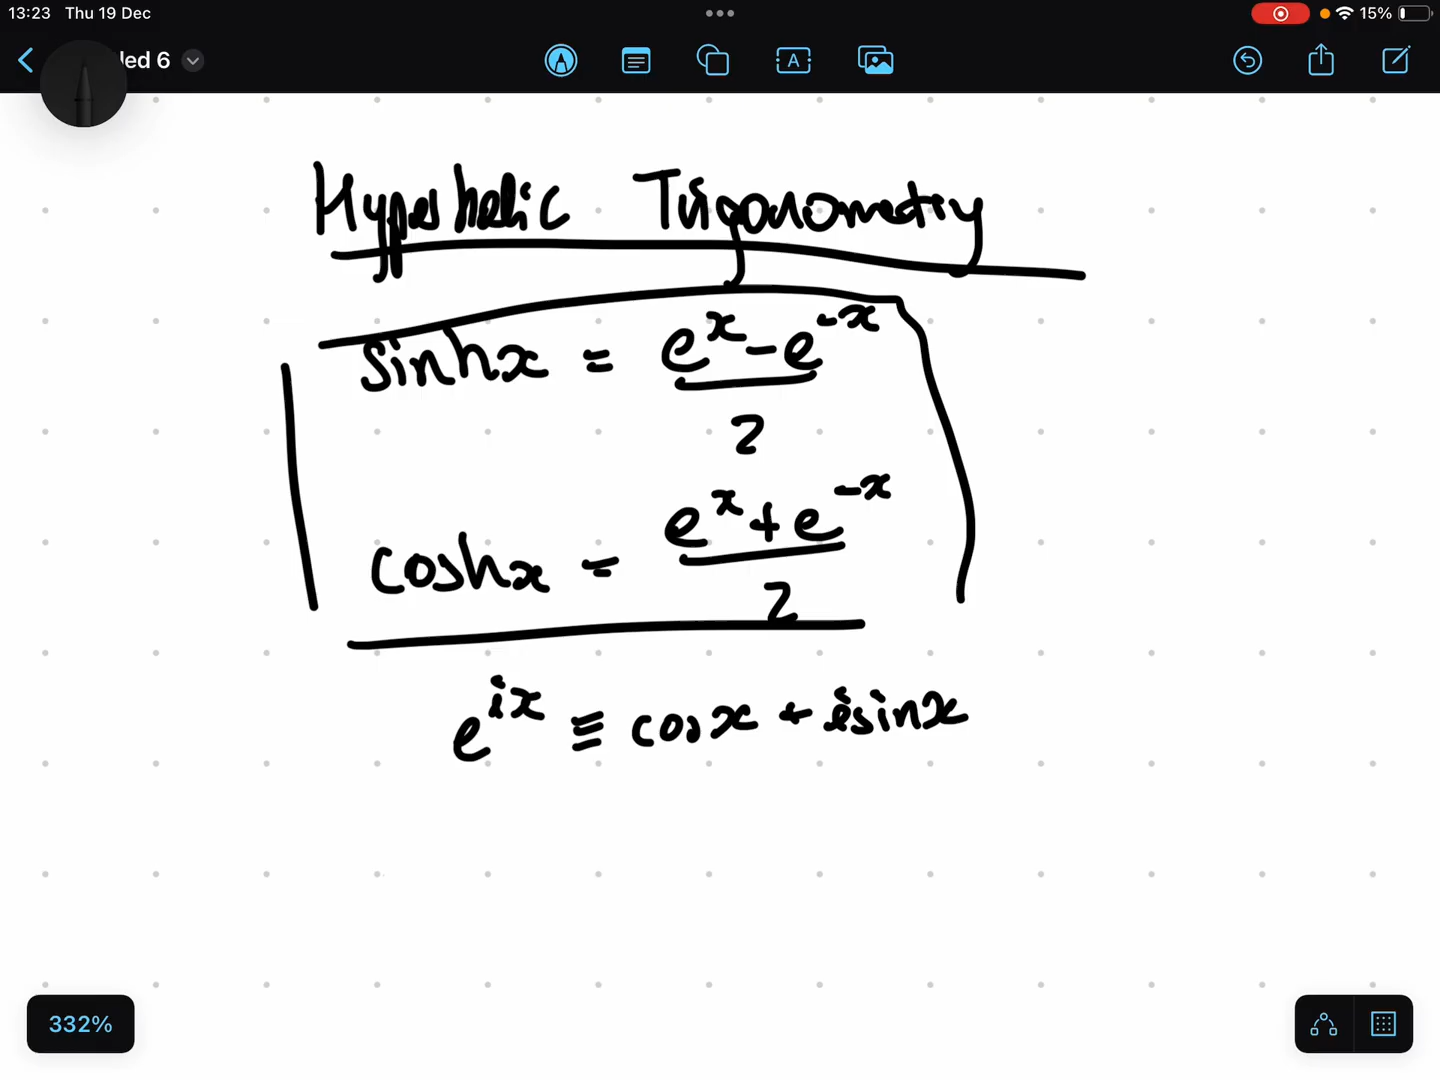 13:23 Thu 19 Dec 15%
led 6
Hyperbolic Trigonometry
sinhx = (e^x - e^-x)/2
coshx = (e^x + e^-x)/2
e^ix ≡ cosx + isinx
332%